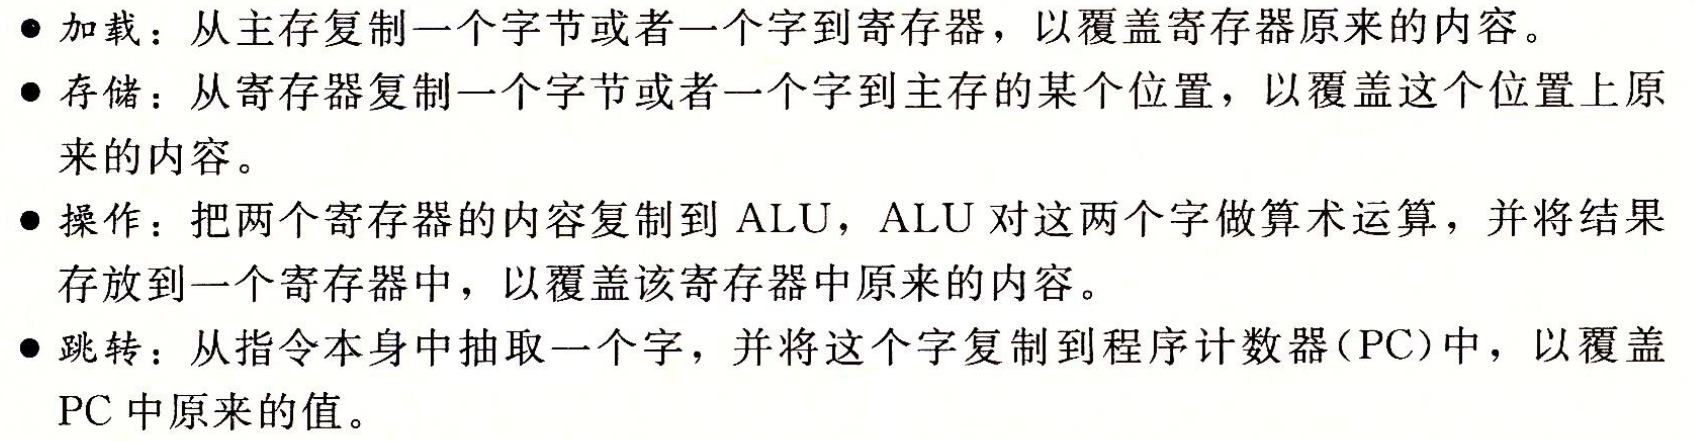 ● 加载：从主存复制一个字节或者一个字到寄存器，以覆盖寄存器原来的内容。
● 存储：从寄存器复制一个字节或者一个字到主存的某个位置，以覆盖这个位置上原
来的内容。
● 操作：把两个寄存器的内容复制到 ALU，ALU 对这两个字做算术运算，并将结果
存放到一个寄存器中，以覆盖该寄存器中原来的内容。
● 跳转：从指令本身中抽取一个字，并将这个字复制到程序计数器(PC)中，以覆盖
PC 中原来的值。